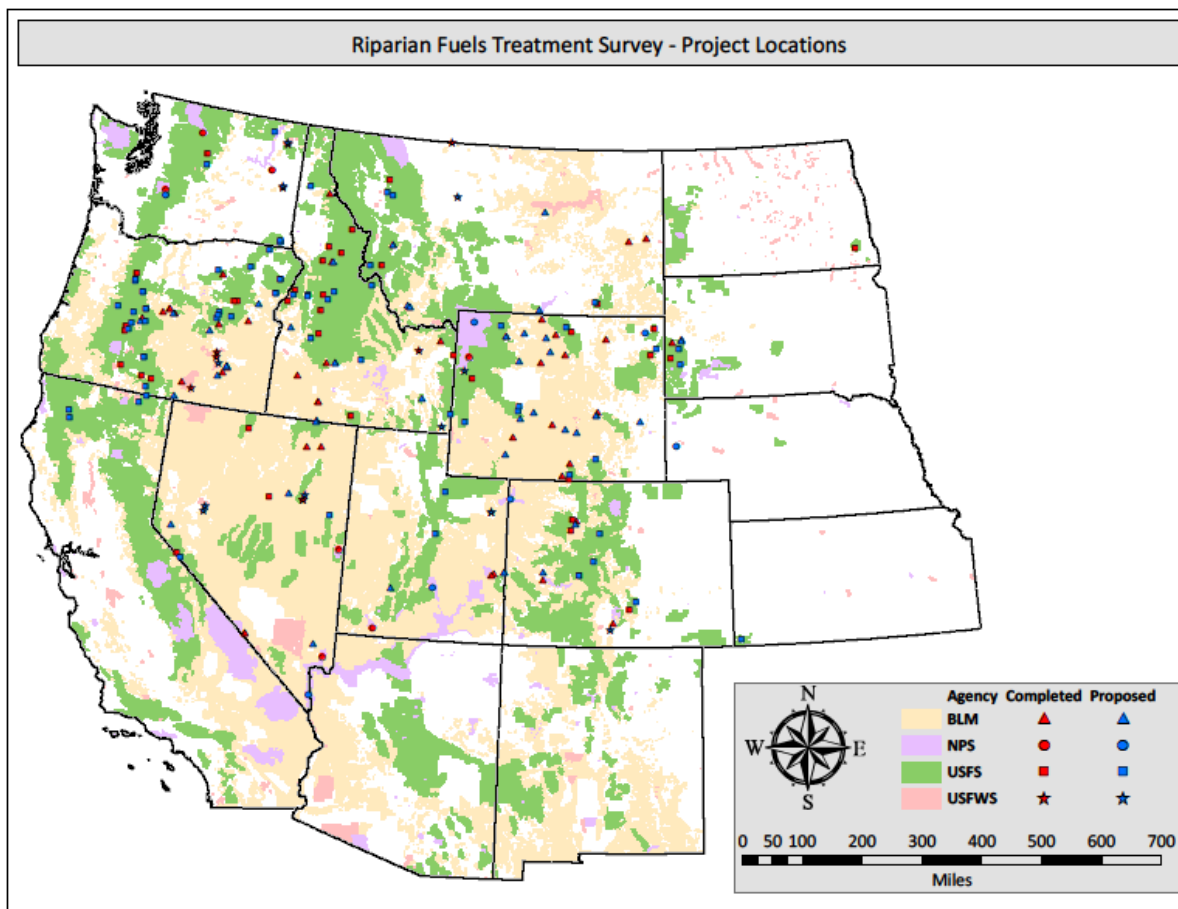 Riparian Fuels Treatment Survey - Project Locations
N
W E
S
Agency Completed Proposed
BLM
NPS
USFS
USFWS
0 50 100 200 300 400 500 600 700
Miles